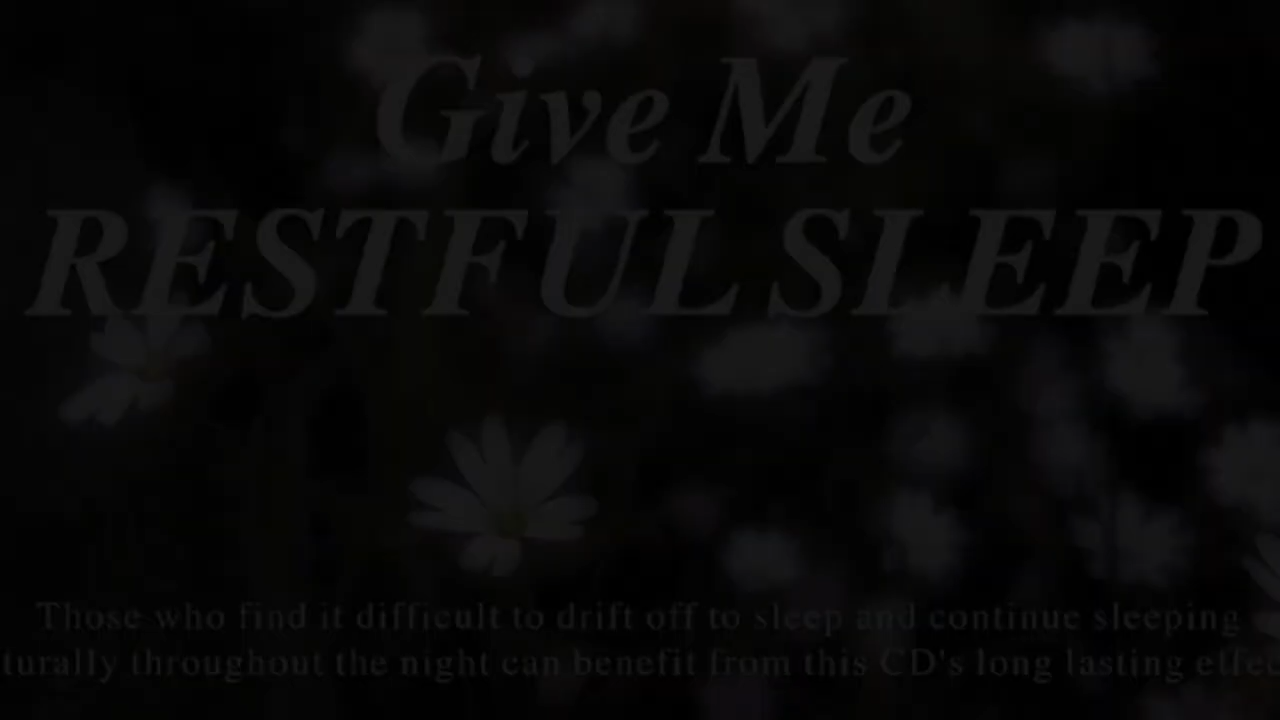 Give Me
RESTFUL SLEEP
Those who find it difficult to drift off to sleep and continue sleeping
turally throughout the night can benefit from this CD's long lasting effec